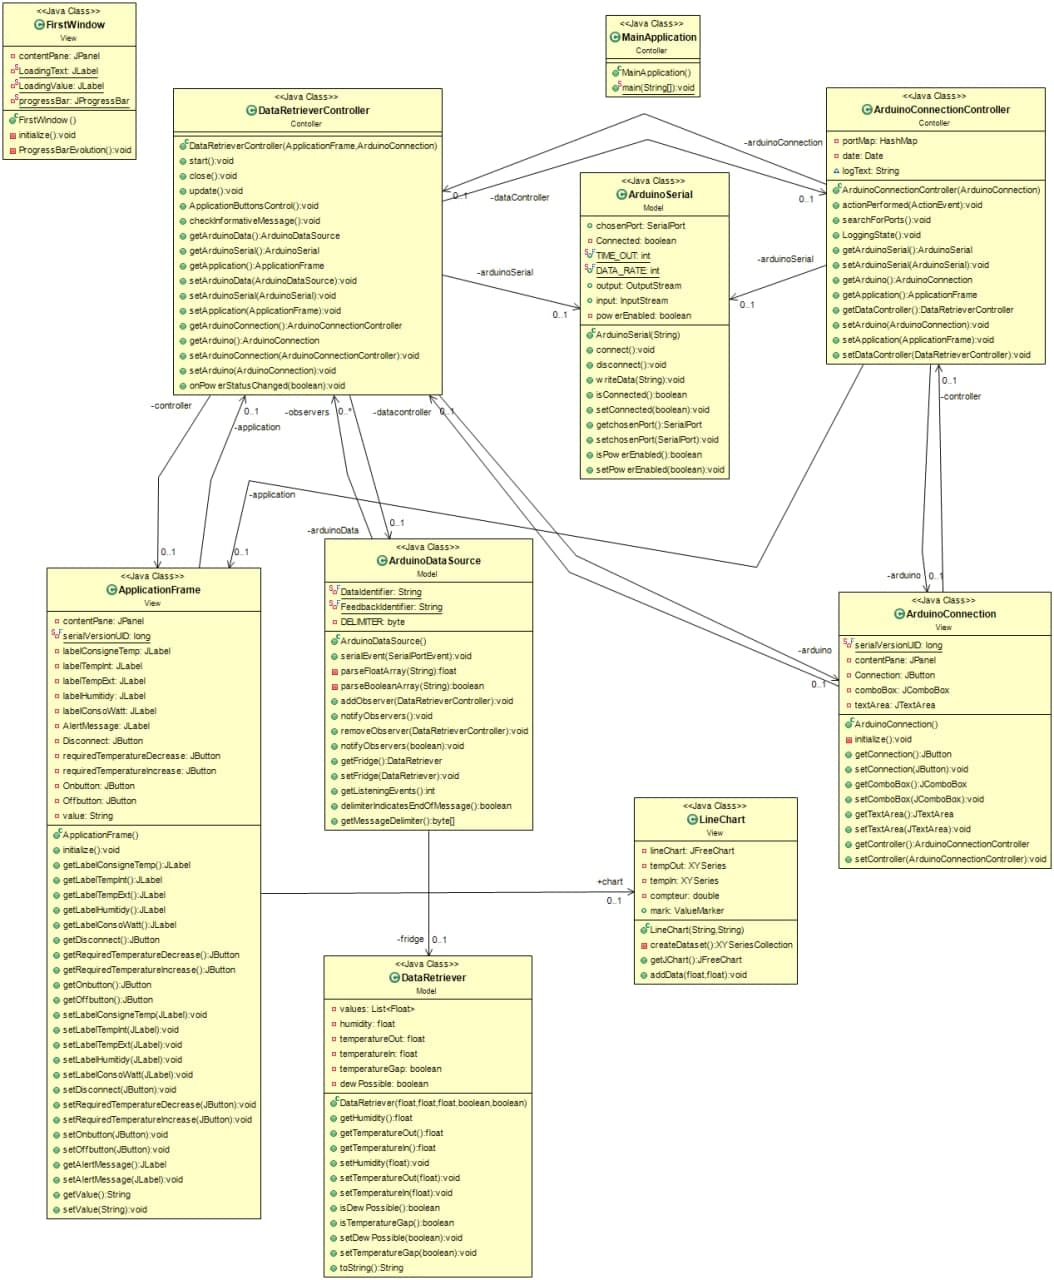 <<Java Class>>
FirstWindow
View
contentPane: JPanel
LoadingText: JLabel
LoadingValue: JLabel
progressBar: JProgressBar
FirstWindow()
initialize():void
ProgressBarEvolution():void
<<Java Class>>
MainApplication
Contoller
MainApplication()
main(String[]):void
<<Java Class>>
DataRetrieverController
Contoller
DataRetrieverController(ApplicationFrame,ArduinoConnection)
start():void
close():void
update():void
ApplicationButtonsControl():void
checkInformativeMessage():void
getArduinoData():ArduinoDataSource
getArduinoSerial():ArduinoSerial
getApplication():ApplicationFrame
setArduinoData(ArduinoDataSource):void
setArduinoSerial(ArduinoSerial):void
setApplication(ApplicationFrame):void
getArduinoConnection():ArduinoConnectionController
getArduino():ArduinoConnection
setArduinoConnection(ArduinoConnectionController):void
setArduino(ArduinoConnection):void
onPowerStatusChanged(boolean):void
<<Java Class>>
ArduinoConnectionController
Contoller
portMap: HashMap
date: Date
logText: String
ArduinoConnectionController(ArduinoConnection)
actionPerformed(ActionEvent):void
searchForPorts():void
LoggingState():void
getArduinoSerial():ArduinoSerial
setArduinoSerial(ArduinoSerial):void
getArduino():ArduinoConnection
getApplication():ApplicationFrame
getDataController():DataRetrieverController
setArduino(ArduinoConnection):void
setApplication(ApplicationFrame):void
setDataController(DataRetrieverController):void
-arduinoConnection
0..1
0..1
-dataController
<<Java Class>>
ArduinoSerial
Model
chosenPort: SerialPort
Connected: boolean
TIME_OUT: int
DATA_RATE: int
output: OutputStream
input: InputStream
powerEnabled: boolean
ArduinoSerial(String)
connect():void
disconnect():void
writeData(String):void
isConnected():boolean
setConnected(boolean):void
getchosenPort():SerialPort
setchosenPort(SerialPort):void
isPowerEnabled():boolean
setPowerEnabled(boolean):void
-arduinoSerial
0..1
-arduinoSerial
0..1
-controller
0..1
0..1
-application
-observers
0..*
-datacontroller
0..1
0..1
-controller
-application
0..1
-arduinoData
0..1
-arduino
0..1
-arduino
0..1
<<Java Class>>
ApplicationFrame
View
contentPane: JPanel
serialVersionUID: long
labelConsigneTemp: JLabel
labelTempInt: JLabel
labelTempExt: JLabel
labelHumitidy: JLabel
labelConsoWatt: JLabel
AlertMessage: JLabel
Disconnect: JButton
requiredTemperatureDecrease: JButton
requiredTemperatureIncrease: JButton
Onbutton: JButton
Offbutton: JButton
value: String
ApplicationFrame()
initialize():void
getLabelConsigneTemp():JLabel
getLabelTempInt():JLabel
getLabelTempExt():JLabel
getLabelHumitidy():JLabel
getLabelConsoWatt():JLabel
getDisconnect():JButton
getRequiredTemperatureDecrease():JButton
getRequiredTemperatureIncrease():JButton
getOnbutton():JButton
getOffbutton():JButton
setLabelConsigneTemp(JLabel):void
setLabelTempInt(JLabel):void
setLabelTempExt(JLabel):void
setLabelHumitidy(JLabel):void
setLabelConsoWatt(JLabel):void
setDisconnect(JButton):void
setRequiredTemperatureDecrease(JButton):void
setRequiredTemperatureIncrease(JButton):void
setOnbutton(JButton):void
setOffbutton(JButton):void
getAlertMessage():JLabel
setAlertMessage(JLabel):void
getValue():String
setValue(String):void
<<Java Class>>
ArduinoDataSource
Model
DataIdentifier: String
FeedbackIdentifier: String
DELIMITER: byte
ArduinoDataSource()
serialEvent(SerialPortEvent):void
parseFloatArray(String):float
parseBooleanArray(String):boolean
addObserver(DataRetrieverController):void
notifyObservers():void
removeObserver(DataRetrieverController):void
notifyObservers(boolean):void
getFridge():DataRetriever
setFridge(DataRetriever):void
getListeningEvents():int
delimiterIndicatesEndOfMessage():boolean
getMessageDelimiter():byte[]
<<Java Class>>
ArduinoConnection
View
serialVersionUID: long
contentPane: JPanel
Connection: JButton
comboBox: JComboBox
textArea: JTextArea
ArduinoConnection()
initialize():void
getConnection():JButton
setConnection(JButton):void
getComboBox():JComboBox
setComboBox(JComboBox):void
getTextArea():JTextArea
setTextArea(JTextArea):void
getController():ArduinoConnectionController
setController(ArduinoConnectionController):void
<<Java Class>>
LineChart
View
lineChart: JFreeChart
tempOut: XYSeries
tempIn: XYSeries
compteur: double
mark: ValueMarker
LineChart(String,String)
createDataset():XYSeriesCollection
getJChart():JFreeChart
addData(float,float):void
+chart
0..1
-fridge
0..1
<<Java Class>>
DataRetriever
Model
values: List<Float>
humidity: float
temperatureOut: float
temperatureIn: float
temperatureGap: boolean
dewPossible: boolean
DataRetriever(float,float,float,boolean,boolean)
getHumidity():float
getTemperatureOut():float
getTemperatureIn():float
setHumidity(float):void
setTemperatureOut(float):void
setTemperatureIn(float):void
isDewPossible():boolean
isTemperatureGap():boolean
setDewPossible(boolean):void
setTemperatureGap(boolean):void
toString():String